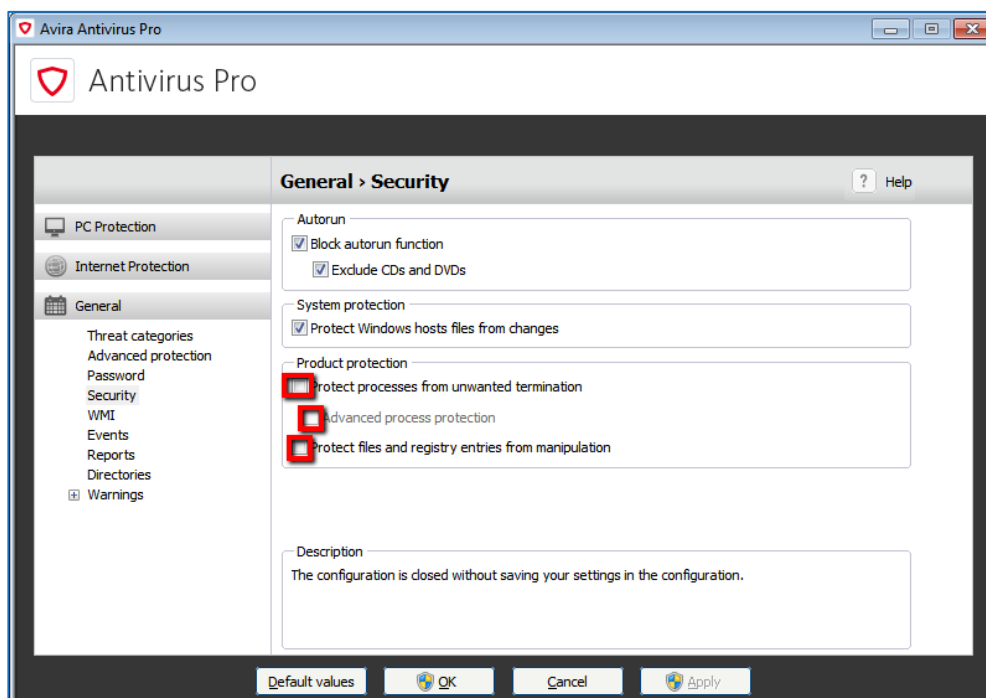 Avira Antivirus Pro
Antivirus Pro
General › Security
? Help
PC Protection
Internet Protection
General
Threat categories
Advanced protection
Password
Security
WMI
Events
Reports
Directories
Warnings
Autorun
Block autorun function
Exclude CDs and DVDs
System protection
Protect Windows hosts files from changes
Product protection
Protect processes from unwanted termination
Advanced process protection
Protect files and registry entries from manipulation
Description
The configuration is closed without saving your settings in the configuration.
Default values
OK
Cancel
Apply